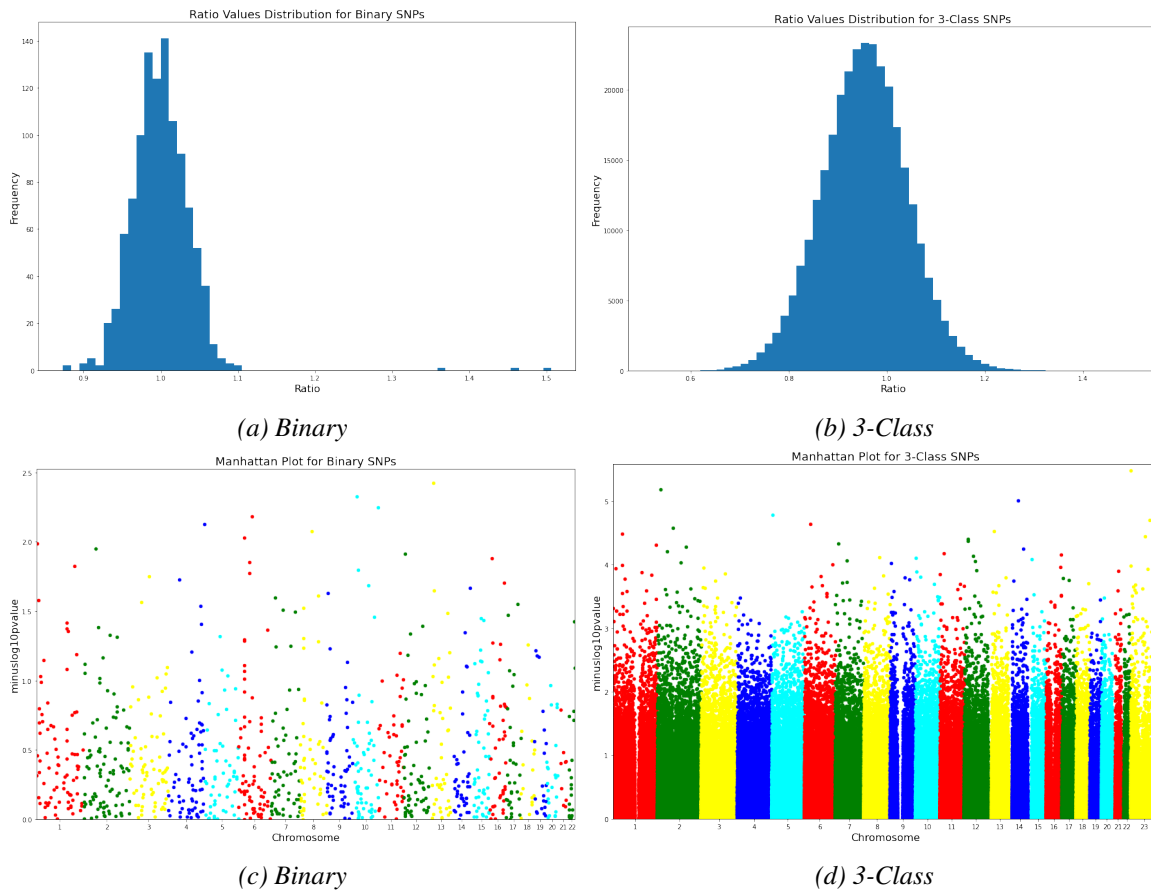 Ratio Values Distribution for Binary SNPs
140
120
100
80
60
40
20
0
Frequency
0.9 1.0 1.1 1.2 1.3 1.4 1.5
Ratio
(a) Binary
Ratio Values Distribution for 3-Class SNPs
20000
15000
10000
5000
0
Frequency
0.6 0.8 1.0 1.2 1.4
Ratio
(b) 3-Class
Manhattan Plot for Binary SNPs
2.5
2.0
1.5
1.0
0.5
0.0
minuslog10pvalue
1 2 3 4 5 6 7 8 9 10 11 12 13 14 15 16 17 18 19 20 21 22
Chromosome
(c) Binary
Manhattan Plot for 3-Class SNPs
5
4
3
2
1
0
minuslog10pvalue
1 2 3 4 5 6 7 8 9 10 11 12 13 14 15 16 17 18 19 20 21 22 23
Chromosome
(d) 3-Class